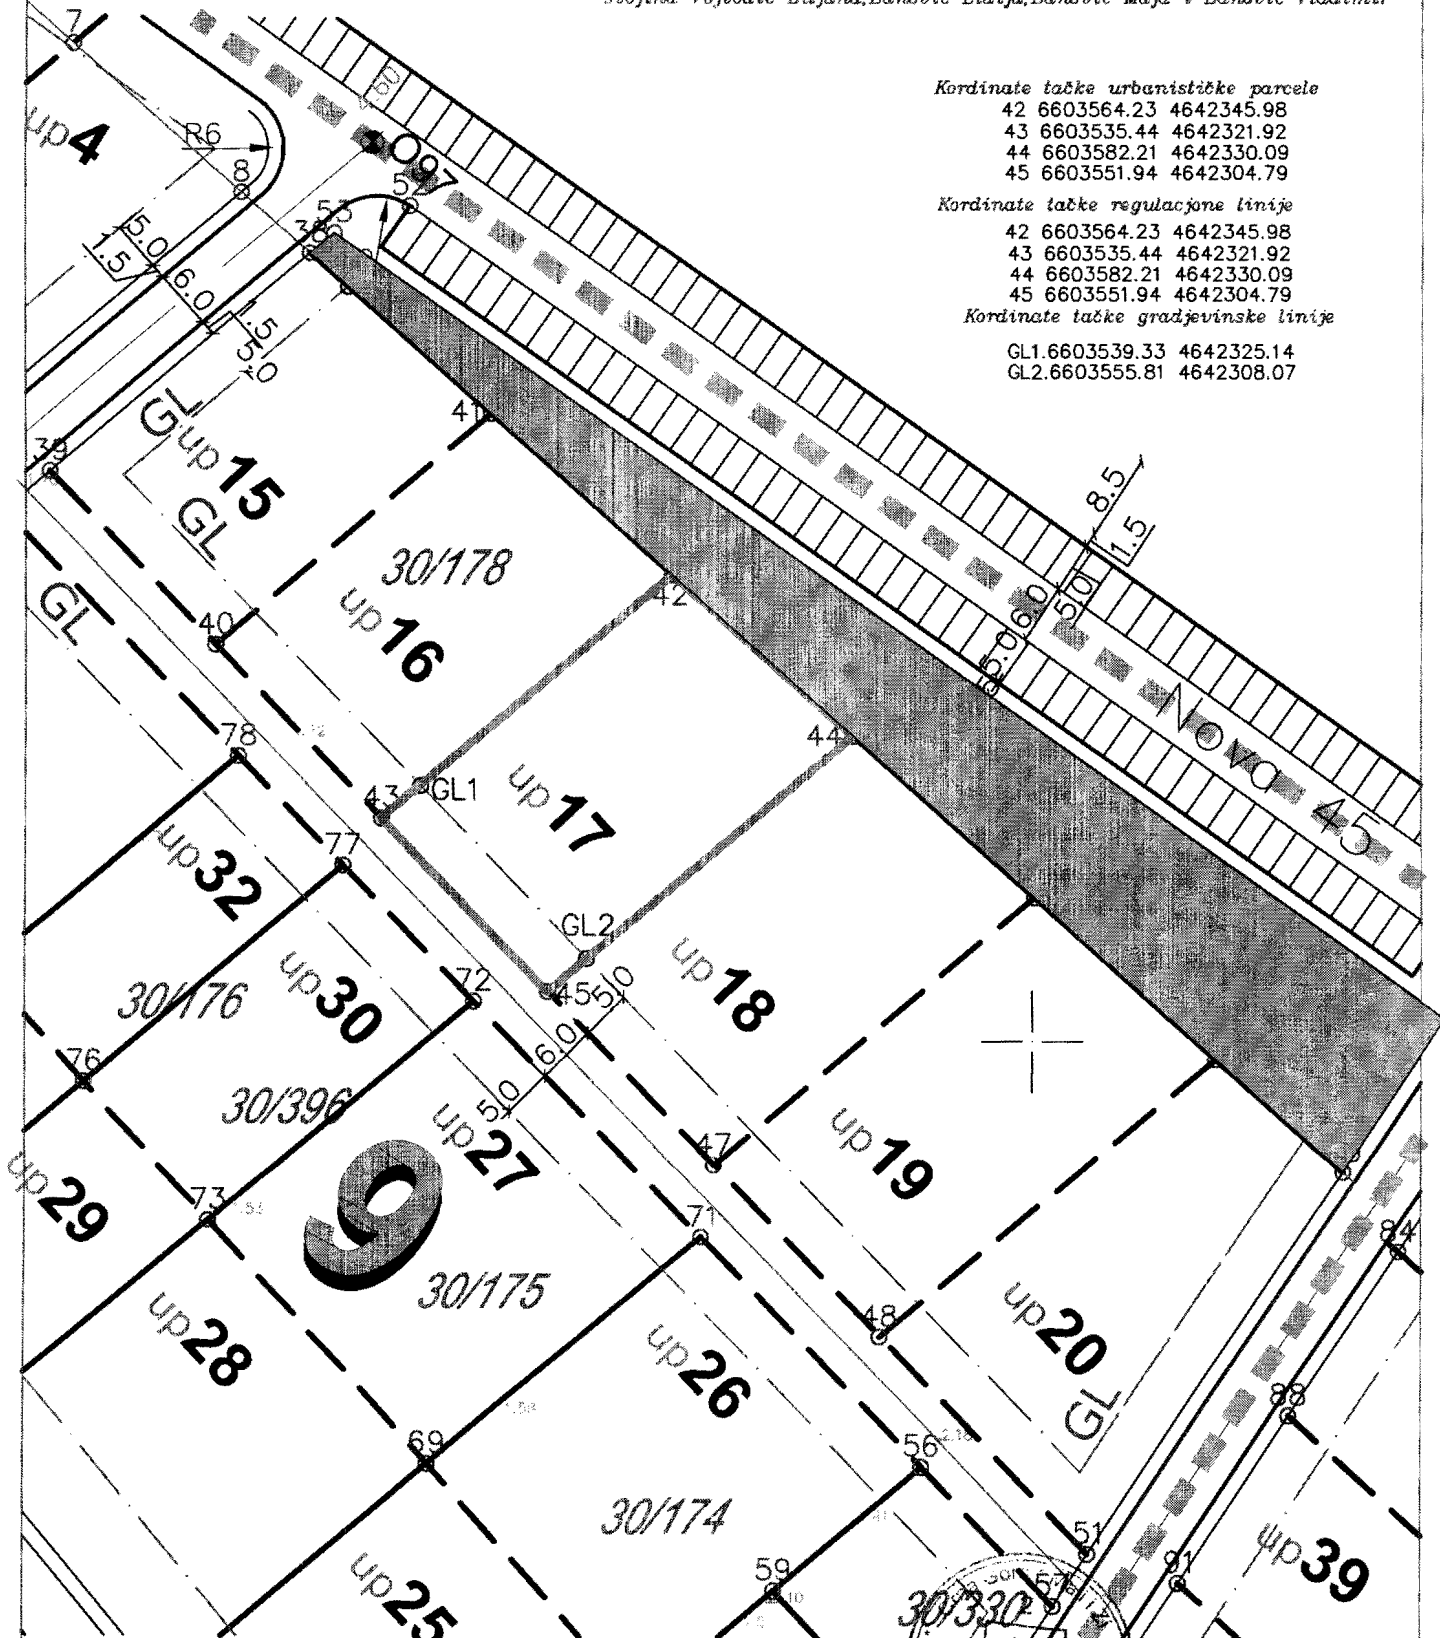 Kordinate tačke urbanističke parcele
42 6603564.23 4642345.98
43 6603535.44 4642321.92
44 6603582.21 4642330.09
45 6603551.94 4642304.79
Kordinate tačke regulacjone linije
42 6603564.23 4642345.98
43 6603535.44 4642321.92
44 6603582.21 4642330.09
45 6603551.94 4642304.79
Kordinate tačke gradjevinske linije
GL1.6603539.33 4642325.14
GL2.6603555.81 4642308.07
7
up4
R6
8
O97
52
53
5.0
1.5
6.0
1.5
5.0
41
39
GL
up15
GL
30/178
up16
42
GL
40
8.5
1.5
6.0
5.0
5.0
Nova 45
44
78
43
GL1
up17
77
up32
GL2
45
5.0
6.0
5.0
up18
72
up30
30/176
76
30/396
up27
47
up19
up29
73
9
71
84
30/175
up28
48
up20
up26
GL
88
69
56
30/174
51
up39
91
59
57
30/330
up25